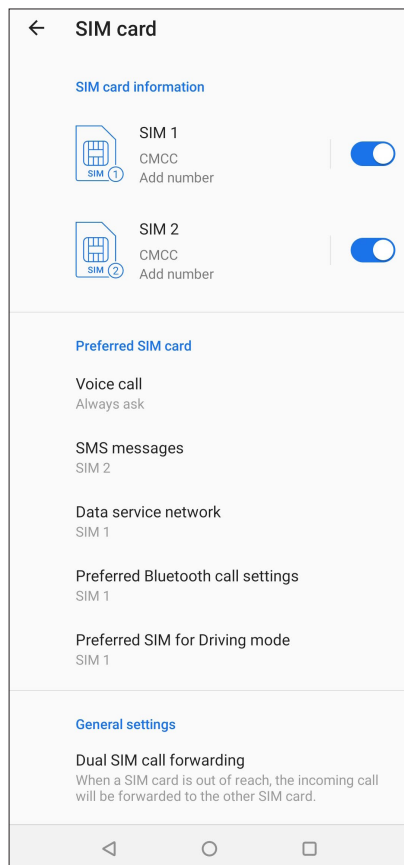 SIM card
SIM card information
SIM 1
CMCC
Add number
SIM 1
SIM 2
CMCC
Add number
SIM 2
Preferred SIM card
Voice call
Always ask
SMS messages
SIM 2
Data service network
SIM 1
Preferred Bluetooth call settings
SIM 1
Preferred SIM for Driving mode
SIM 1
General settings
Dual SIM call forwarding
When a SIM card is out of reach, the incoming call
will be forwarded to the other SIM card.